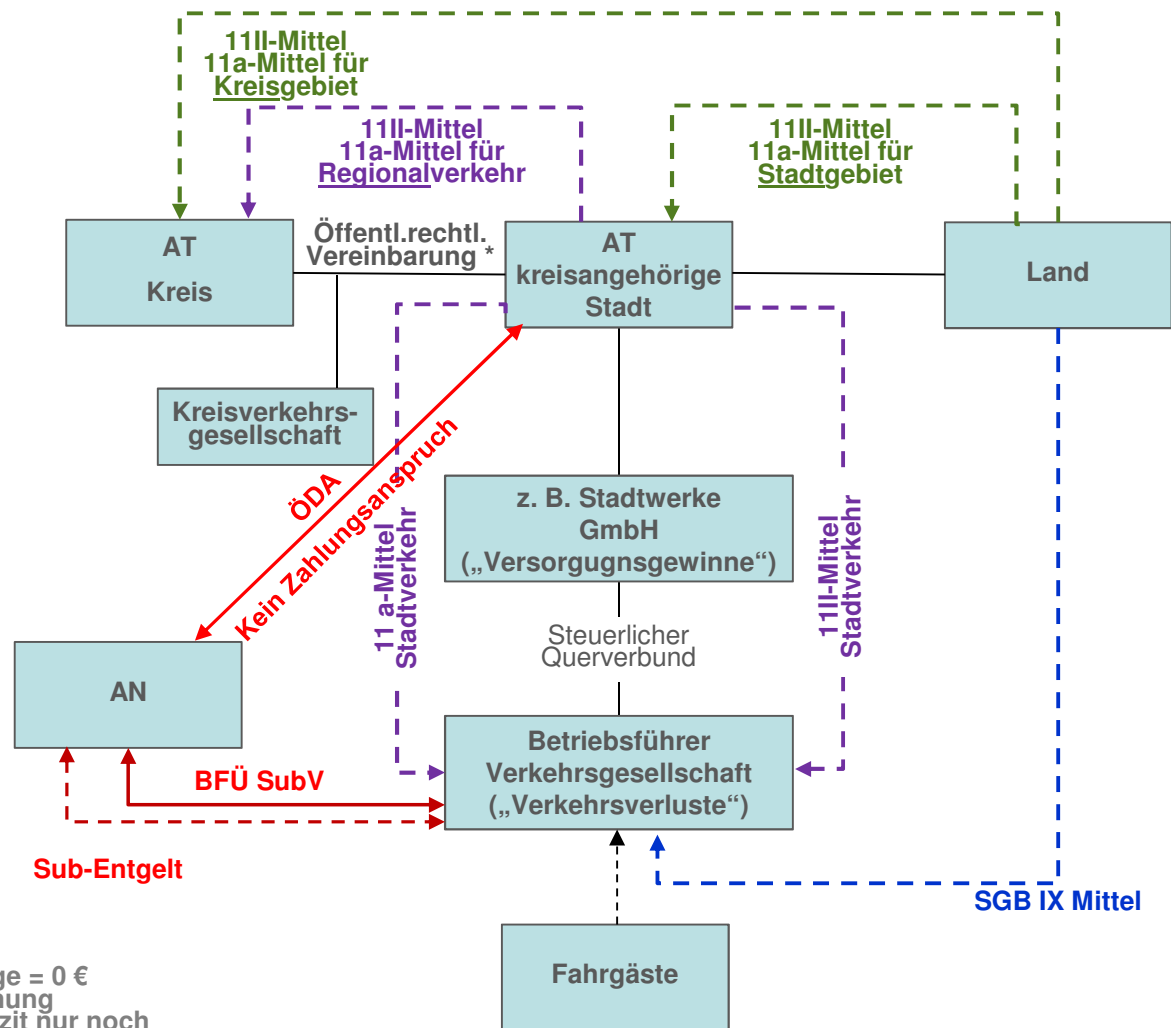 11II-Mittel
11a-Mittel für
Kreisgebiet
11II-Mittel
11a-Mittel für
Regionalverkehr
11II-Mittel
11a-Mittel für
Stadtgebiet
AT
Kreis
Öffentl.rechtl.
Vereinbarung *
AT
kreisangehörige
Stadt
Land
Kreisverkehrs-
gesellschaft
ÖDA
Kein Zahlungsanspruch
11 a-Mittel
Stadtverkehr
z. B. Stadtwerke
GmbH
(„Versorgugnsgewinne“)
11II-Mittel
Stadtverkehr
Steuerlicher
Querverbund
AN
BFÜ SubV
Betriebsführer
Verkehrsgesellschaft
(„Verkehrsverluste“)
Sub-Entgelt
SGB IX Mittel
Fahrgäste
ge = 0 €
nung
zit nur noch